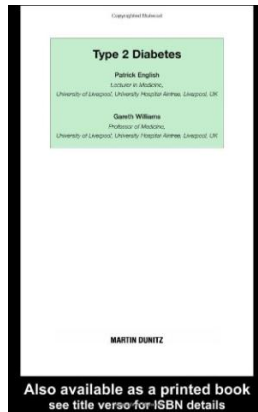 Copyrighted Material
Type 2 Diabetes
Patrick English
Lecturer in Medicine,
University of Liverpool, University Hospital Aintree, Liverpool, UK
Gareth Williams
Professor of Medicine,
University of Liverpool, University Hospital Aintree, Liverpool, UK
MARTIN DUNITZ
Also available as a printed book
see title verso for ISBN details